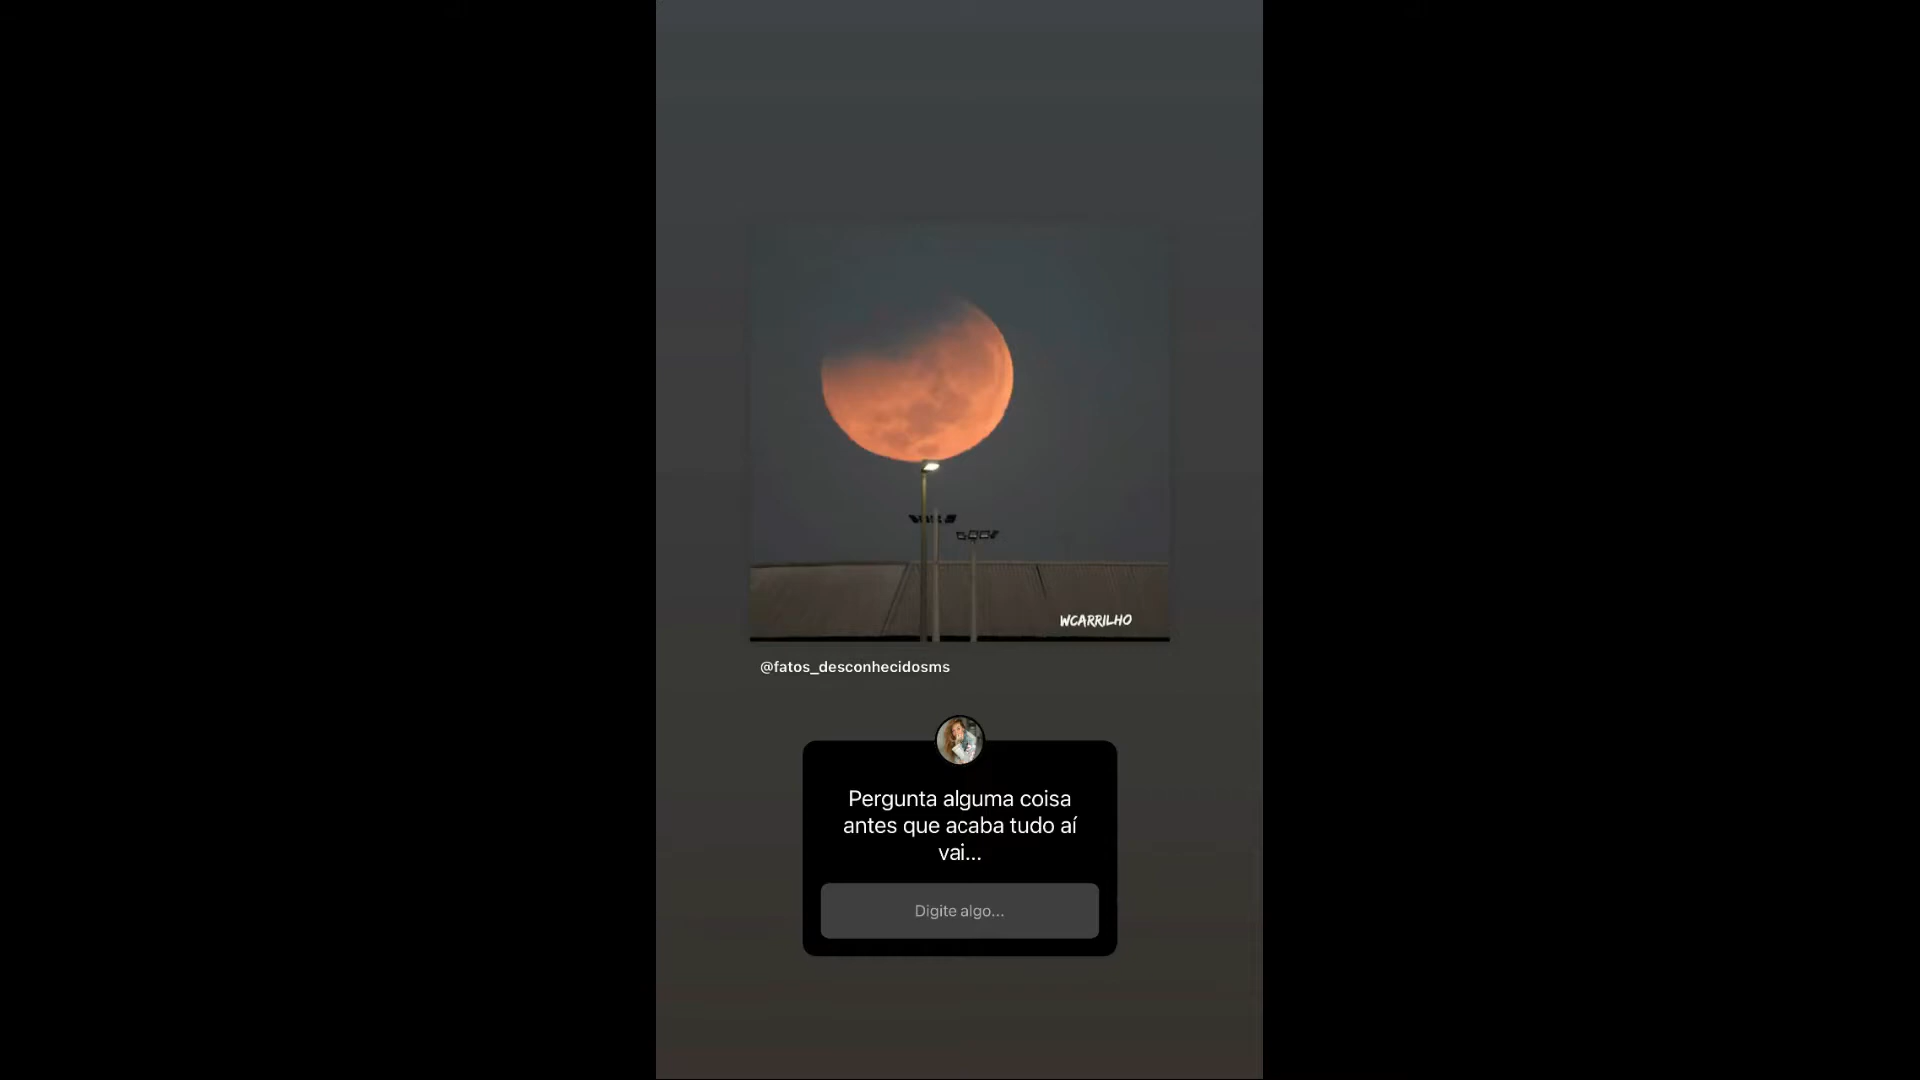 WCARRILHO
@fatos_desconhecidosms
Pergunta alguma coisa
antes que acaba tudo aí
vai...
Digite algo...